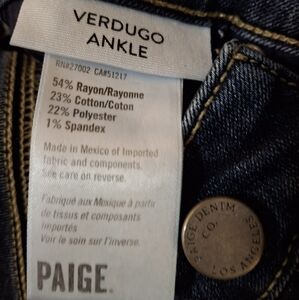 VERDUGO
ANKLE
RN#27002 CA#51217
54% Rayon/Rayonne
23% Cotton/Coton
22% Polyester
1% Spandex
Made in Mexico of Imported
fabric and components.
See care on reverse.
Fabriqué aux Mexique à partir
de tissus et composants
importés
Voir le soin sur l'inverse.
PAIGE.
PAIGE DENIM
CO.
LOS ANGELES